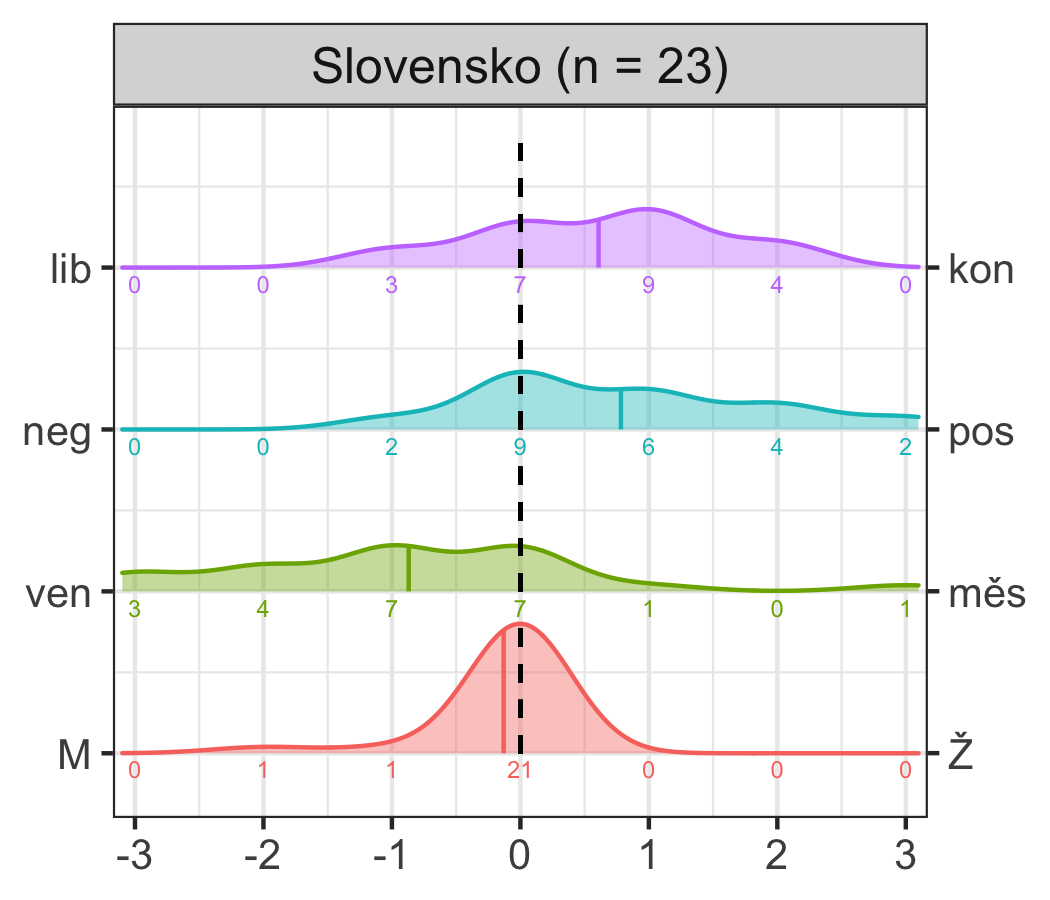 Slovensko (n = 23)
lib kon
0 0 3 7 9 4 0
neg pos
0 0 2 9 6 4 2
ven měs
3 4 7 7 1 0 1
M Ž
0 1 1 21 0 0 0
-3 -2 -1 0 1 2 3